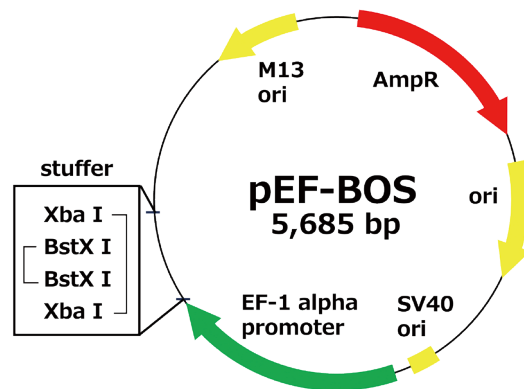 M13
ori
AmpR
stuffer
Xba I
BstX I
BstX I
Xba I
pEF-BOS
5,685 bp
ori
EF-1 alpha
promoter
SV40
ori